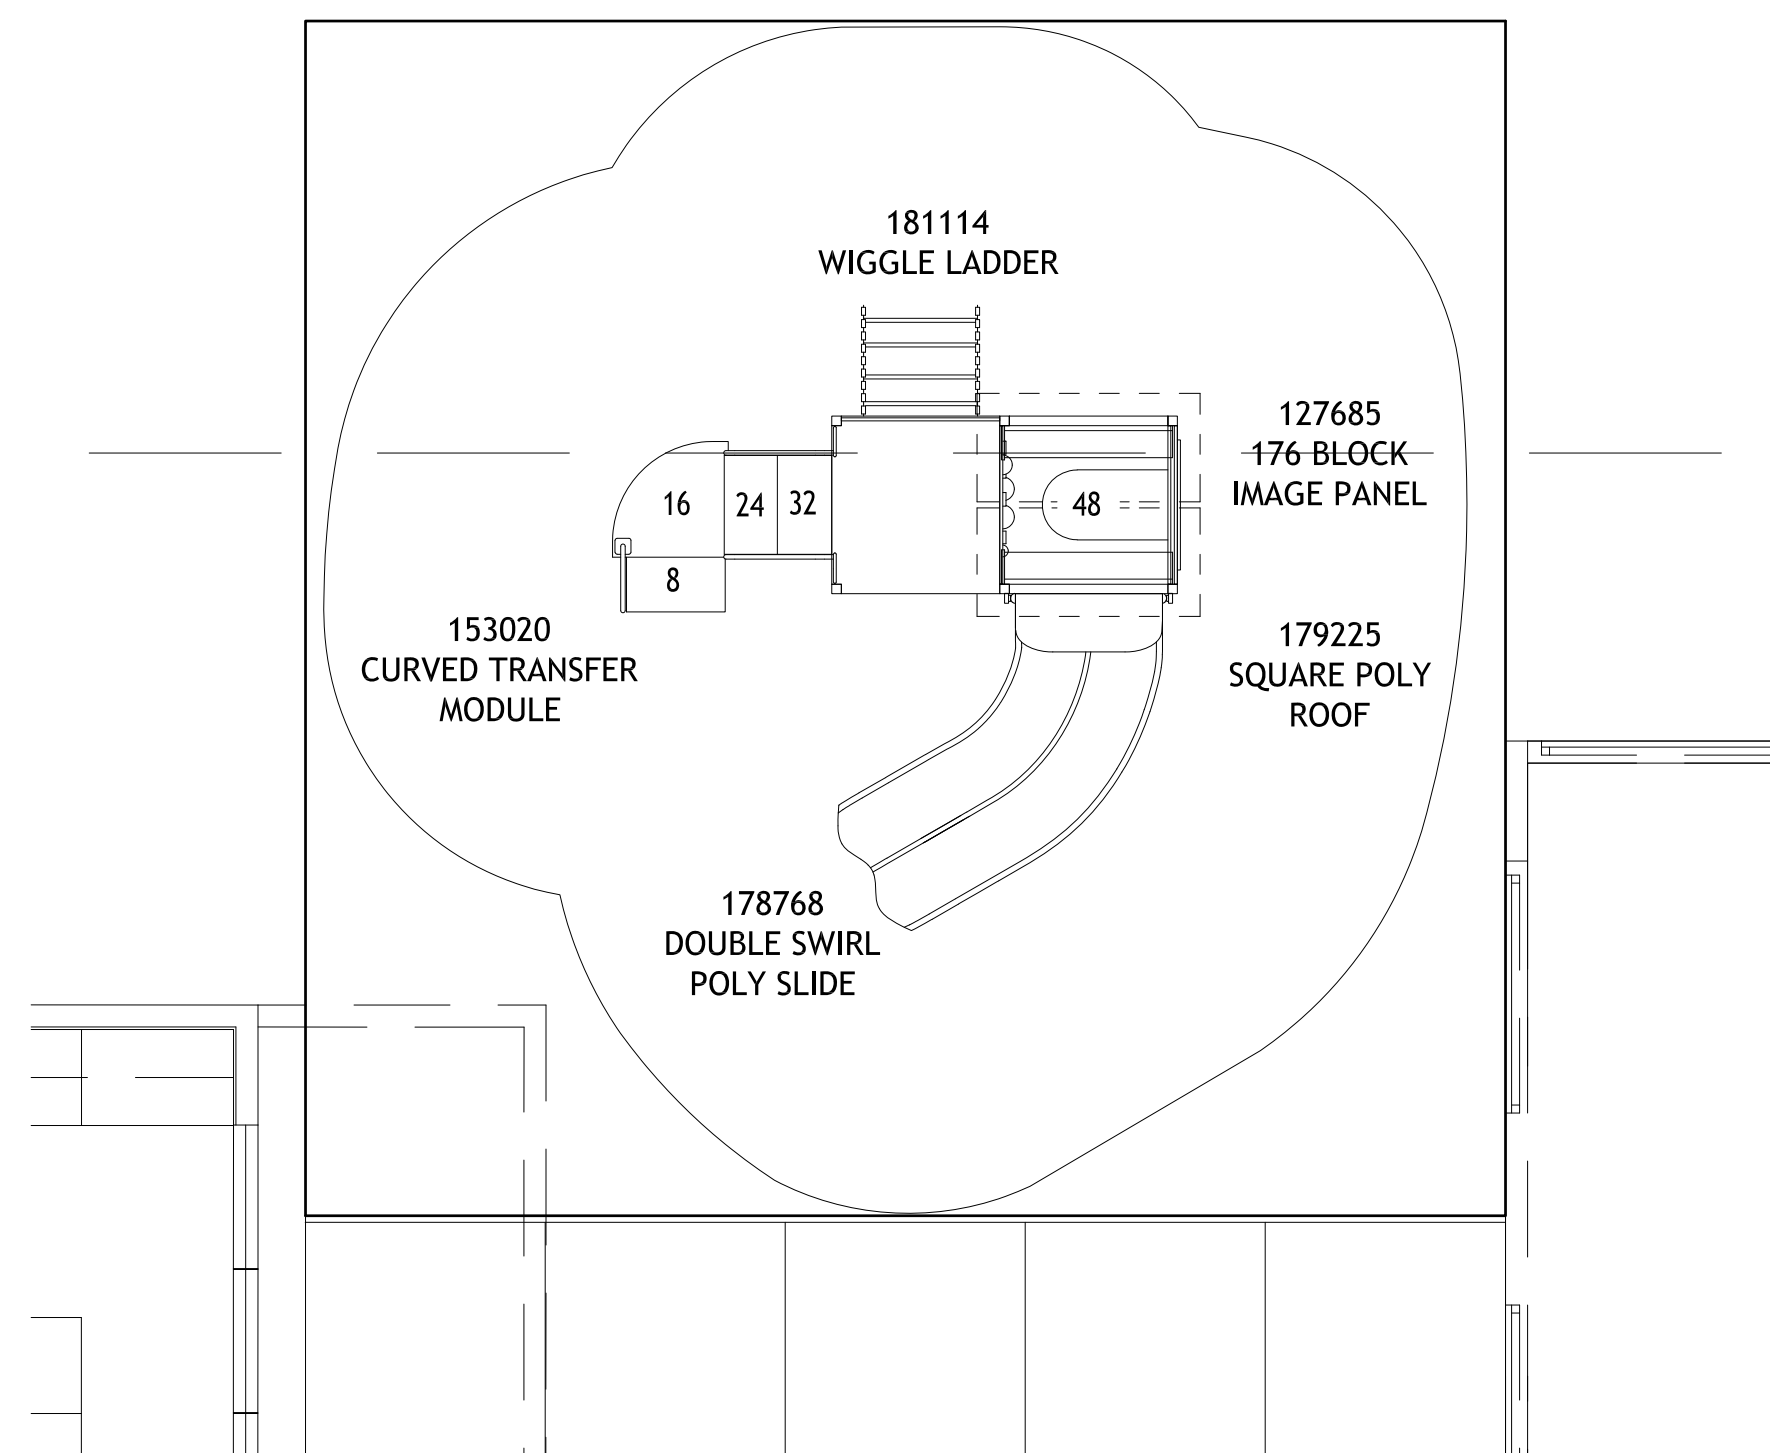 181114
WIGGLE LADDER
127685
176 BLOCK
IMAGE PANEL
16
24
32
48
8
153020
CURVED TRANSFER
MODULE
179225
SQUARE POLY
ROOF
178768
DOUBLE SWIRL
POLY SLIDE